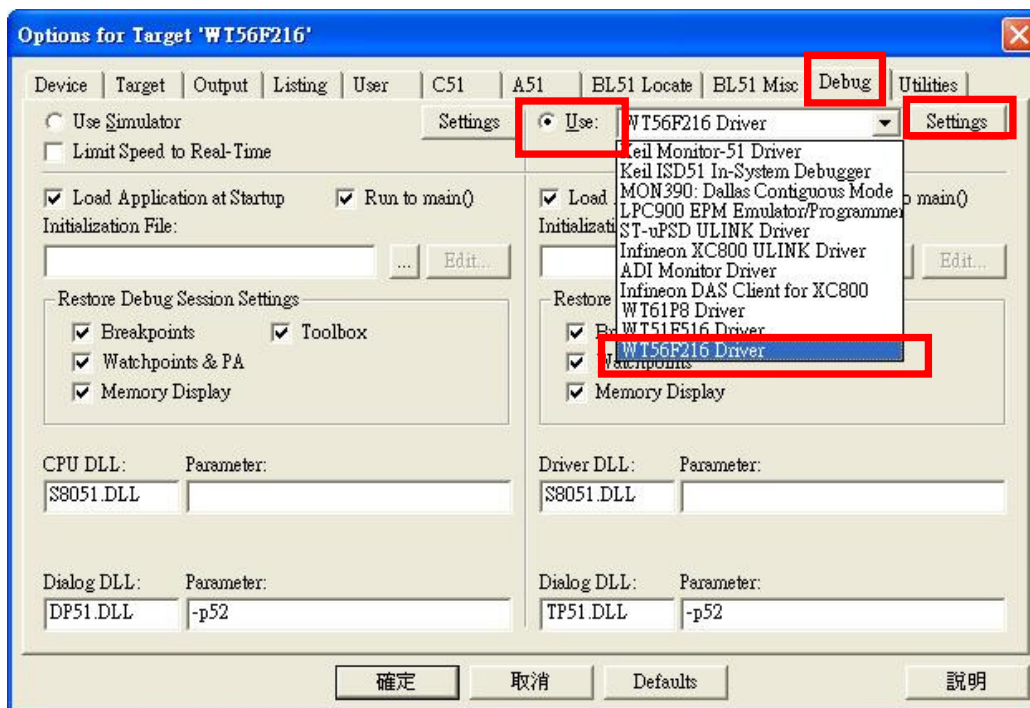 Options for Target 'WT56F216'
Device Target Output Listing User C51 A51 BL51 Locate BL51 Misc Debug Utilities
Use Simulator Settings Use: WT56F216 Driver Settings
Limit Speed to Real-Time
Keil Monitor-51 Driver
Keil ISD51 In-System Debugger
MON390: Dallas Contiguous Mode
LPC900 EPM Emulator/Programmer
ST-uPSD ULINK Driver
Infineon XC800 ULINK Driver
ADI Monitor Driver
Infineon DAS Client for XC800
WT61P8 Driver
WT51F516 Driver
WT56F216 Driver
Load Application at Startup Run to main() Load main()
Initialization File: Initializati
... Edit... Edit...
Restore Debug Session Settings Restore
Breakpoints Toolbox
Watchpoints & PA Watchpoints
Memory Display Memory Display
CPU DLL: Parameter: Driver DLL: Parameter:
S8051.DLL S8051.DLL
Dialog DLL: Parameter: Dialog DLL: Parameter:
DP51.DLL -p52 TP51.DLL -p52
確定 取消 Defaults 說明